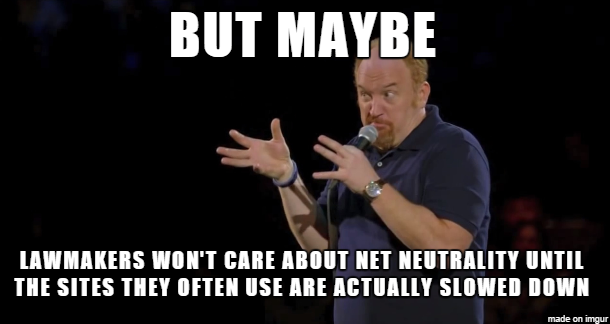 BUT MAYBE
LAWMAKERS WON'T CARE ABOUT NET NEUTRALITY UNTIL
THE SITES THEY OFTEN USE ARE ACTUALLY SLOWED DOWN
made on imgur